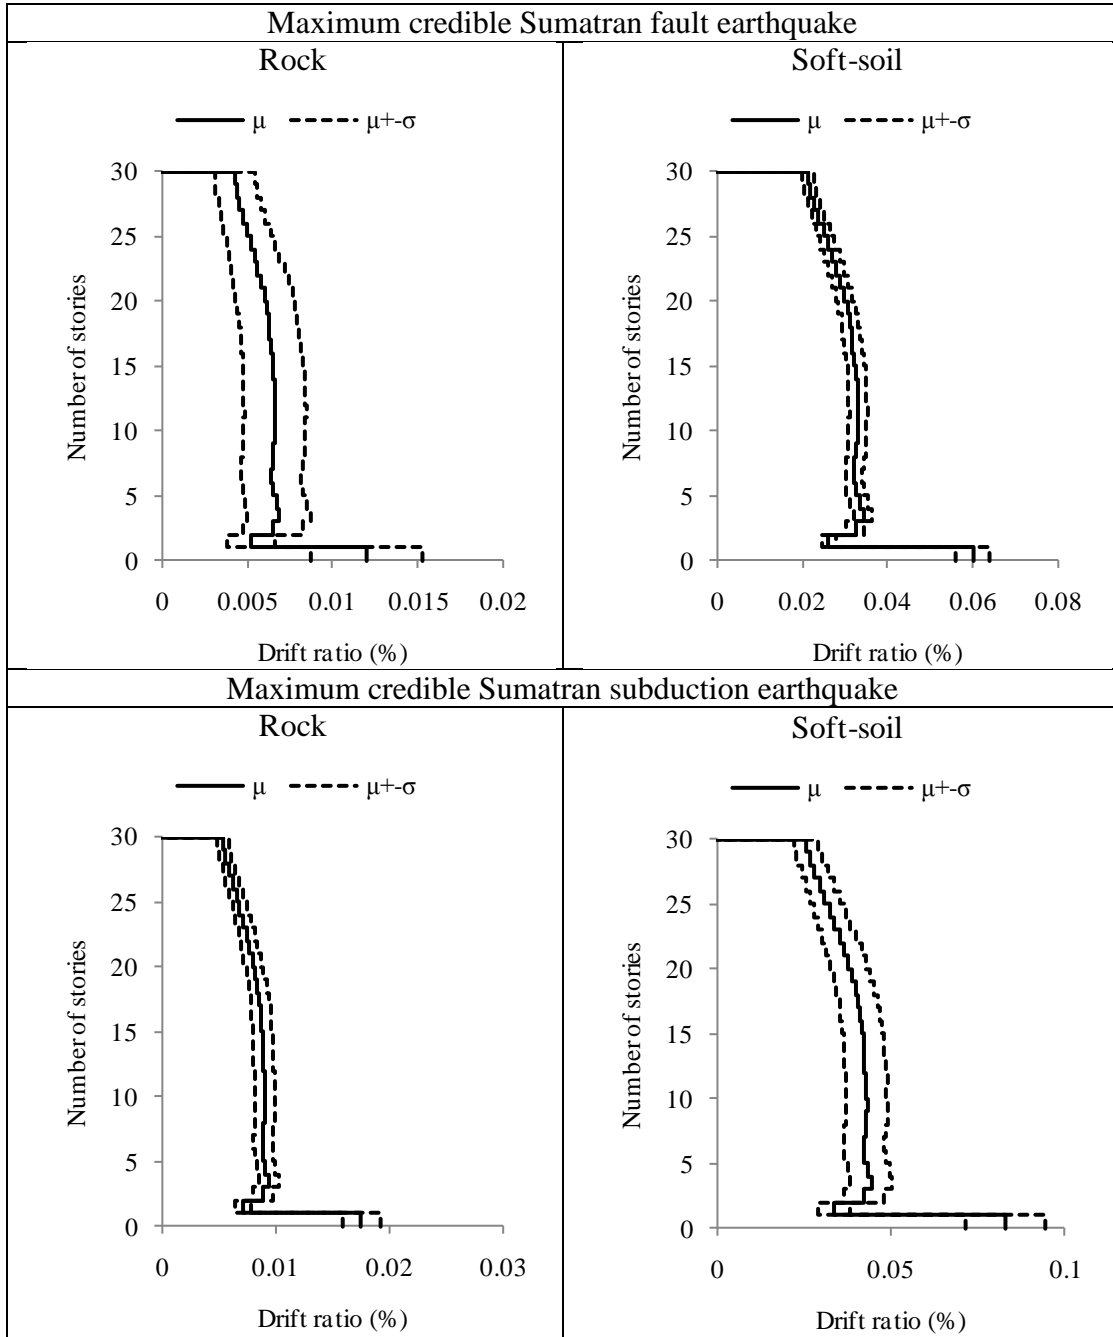 Maximum credible Sumatran fault earthquake
Rock
μ μ+-σ
30
25
20
15
10
5
0
Number of stories
0 0.005 0.01 0.015 0.02
Drift ratio (%)
Soft-soil
μ μ+-σ
30
25
20
15
10
5
0
Number of stories
0 0.02 0.04 0.06 0.08
Drift ratio (%)
Maximum credible Sumatran subduction earthquake
Rock
μ μ+-σ
30
25
20
15
10
5
0
Number of stories
0 0.01 0.02 0.03
Drift ratio (%)
Soft-soil
μ μ+-σ
30
25
20
15
10
5
0
Number of stories
0 0.05 0.1
Drift ratio (%)